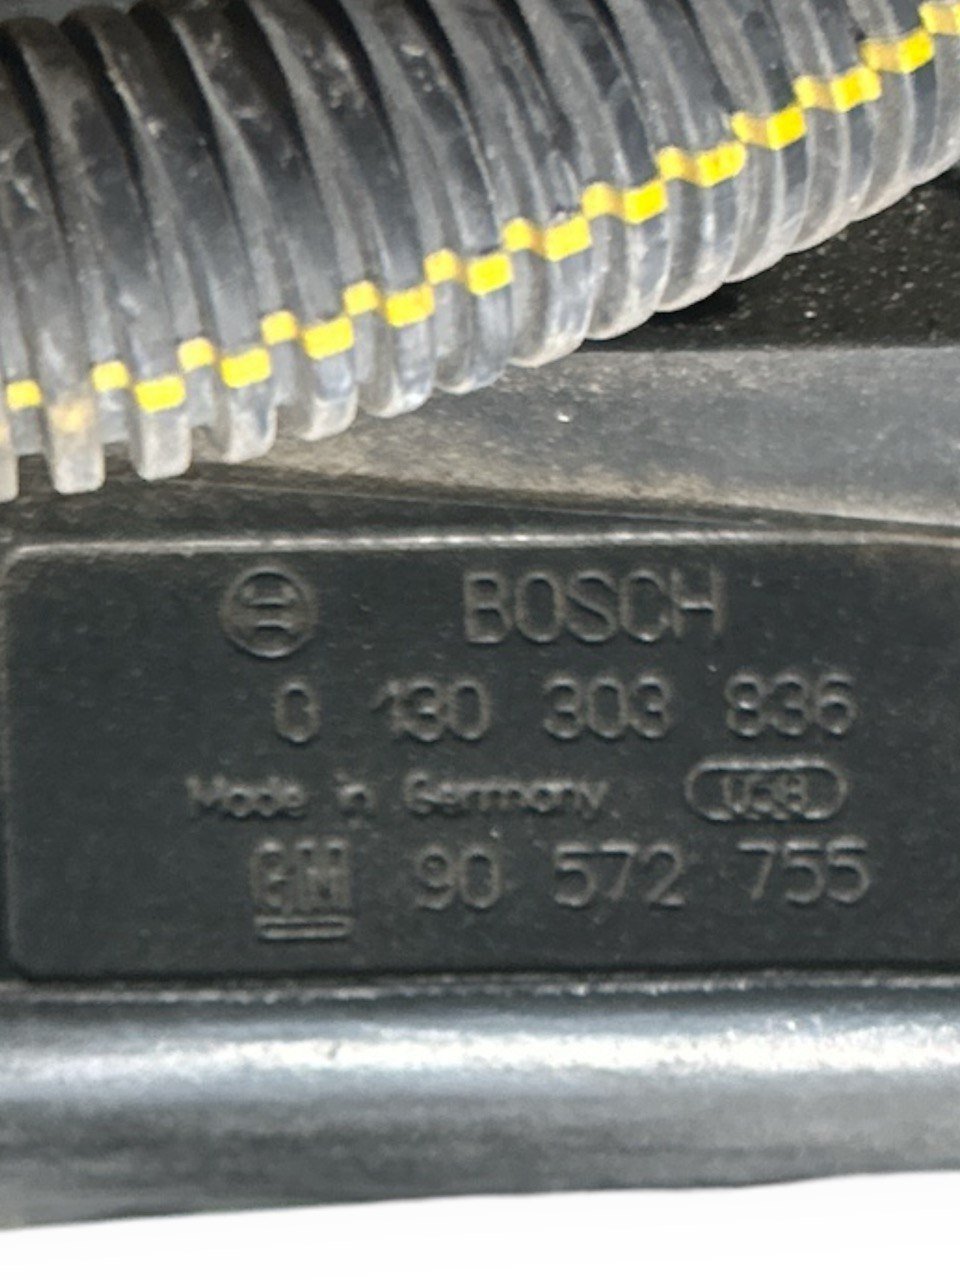 BOSCH
0 130 303 836
Made in Germany
GM 90 572 755